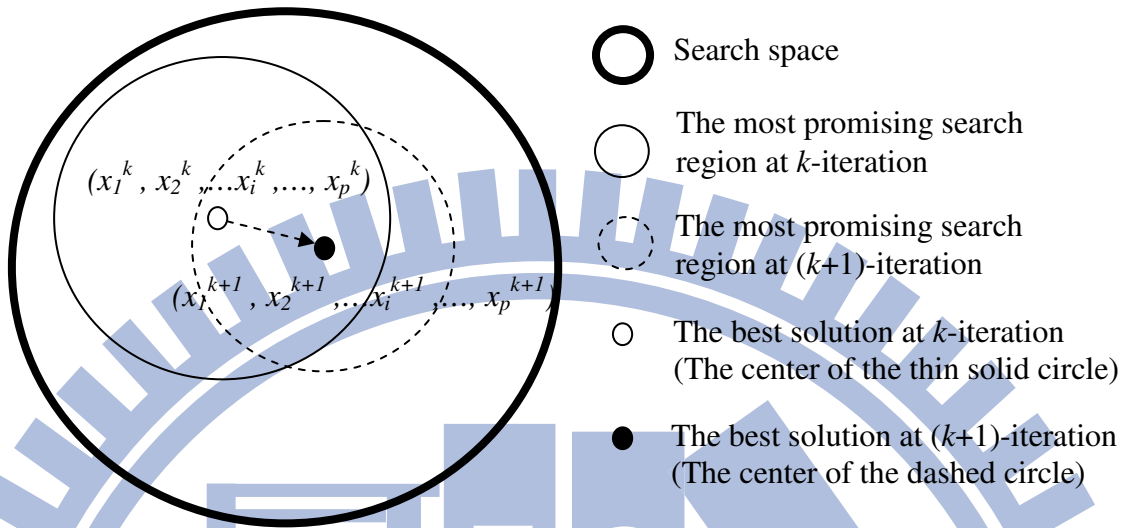 Search space
The most promising search
region at k-iteration
(x₁ᵏ , x₂ᵏ ,…xᵢᵏ ,…, xₚᵏ)
The most promising search
region at (k+1)-iteration
(x₁ᵏ⁺¹ , x₂ᵏ⁺¹ ,…xᵢᵏ⁺¹ ,…, xₚᵏ⁺¹)
The best solution at k-iteration
(The center of the thin solid circle)
The best solution at (k+1)-iteration
(The center of the dashed circle)